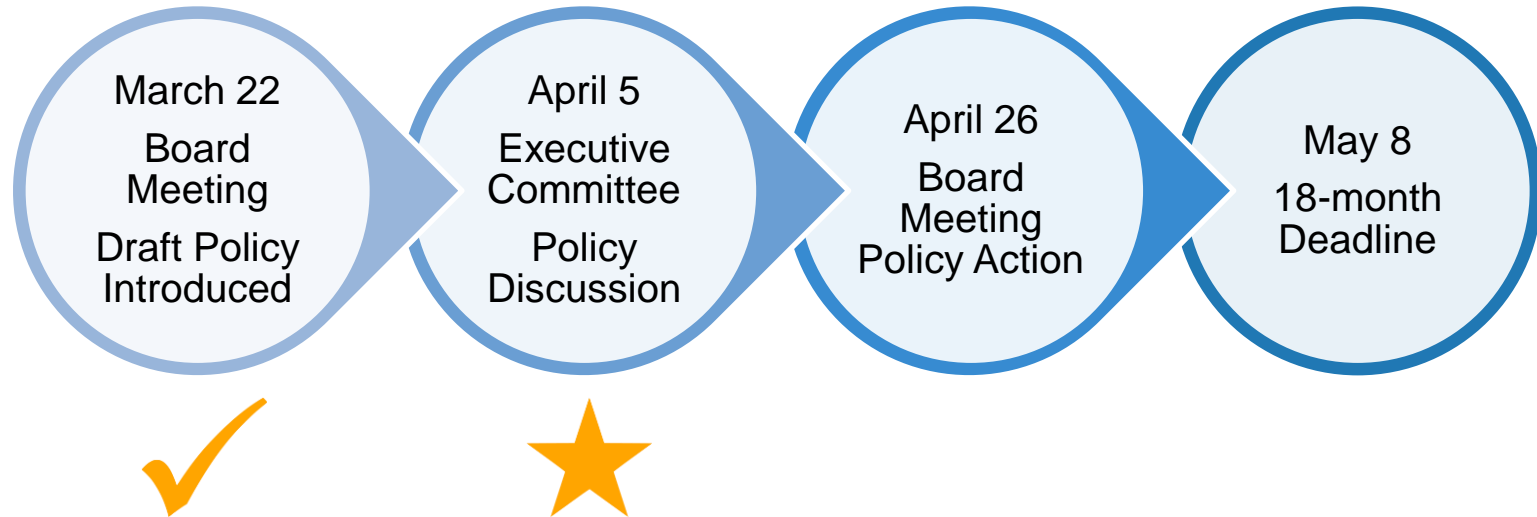 March 22
Board
Meeting
Draft Policy
Introduced
April 5
Executive
Committee
Policy
Discussion
April 26
Board
Meeting
Policy Action
May 8
18-month
Deadline